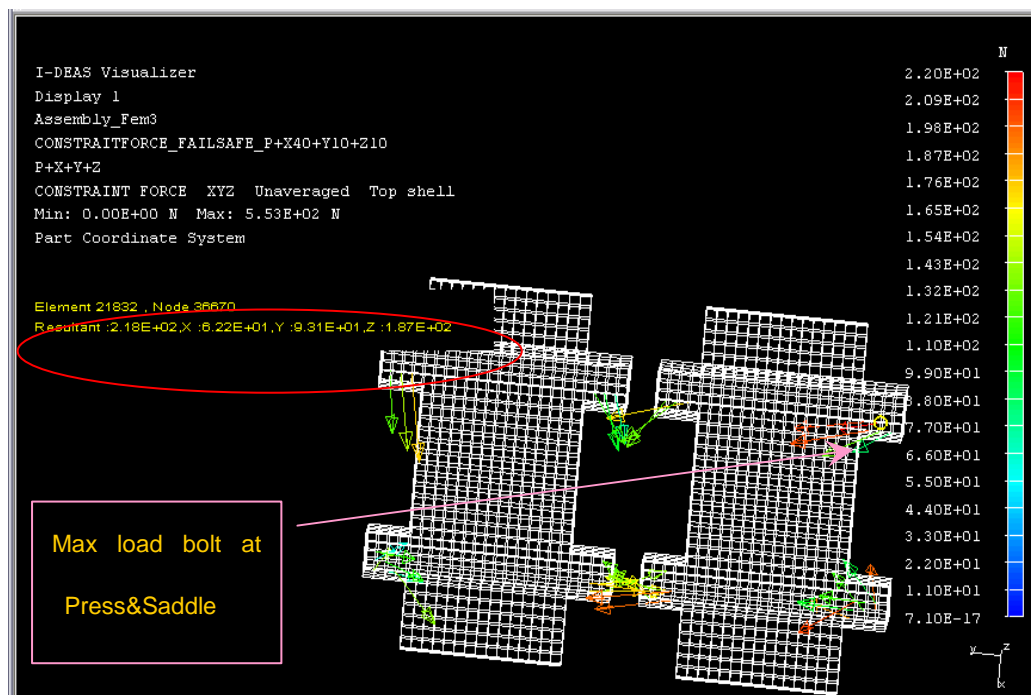 I-DEAS Visualizer
Display 1
Assembly_Fem3
CONSTRAITFORCE_FAILSAFE_P+X40+Y10+Z10
P+X+Y+Z
CONSTRAINT FORCE XYZ Unaveraged Top shell
Min: 0.00E+00 N Max: 5.53E+02 N
Part Coordinate System
Element 21832 , Node 36670
Resultant :2.18E+02,X :6.22E+01,Y :9.31E+01,Z :1.87E+02
Max load bolt at
Press&Saddle
N
2.20E+02
2.09E+02
1.98E+02
1.87E+02
1.76E+02
1.65E+02
1.54E+02
1.43E+02
1.32E+02
1.21E+02
1.10E+02
9.90E+01
8.80E+01
7.70E+01
6.60E+01
5.50E+01
4.40E+01
3.30E+01
2.20E+01
1.10E+01
7.10E-17
y z
x